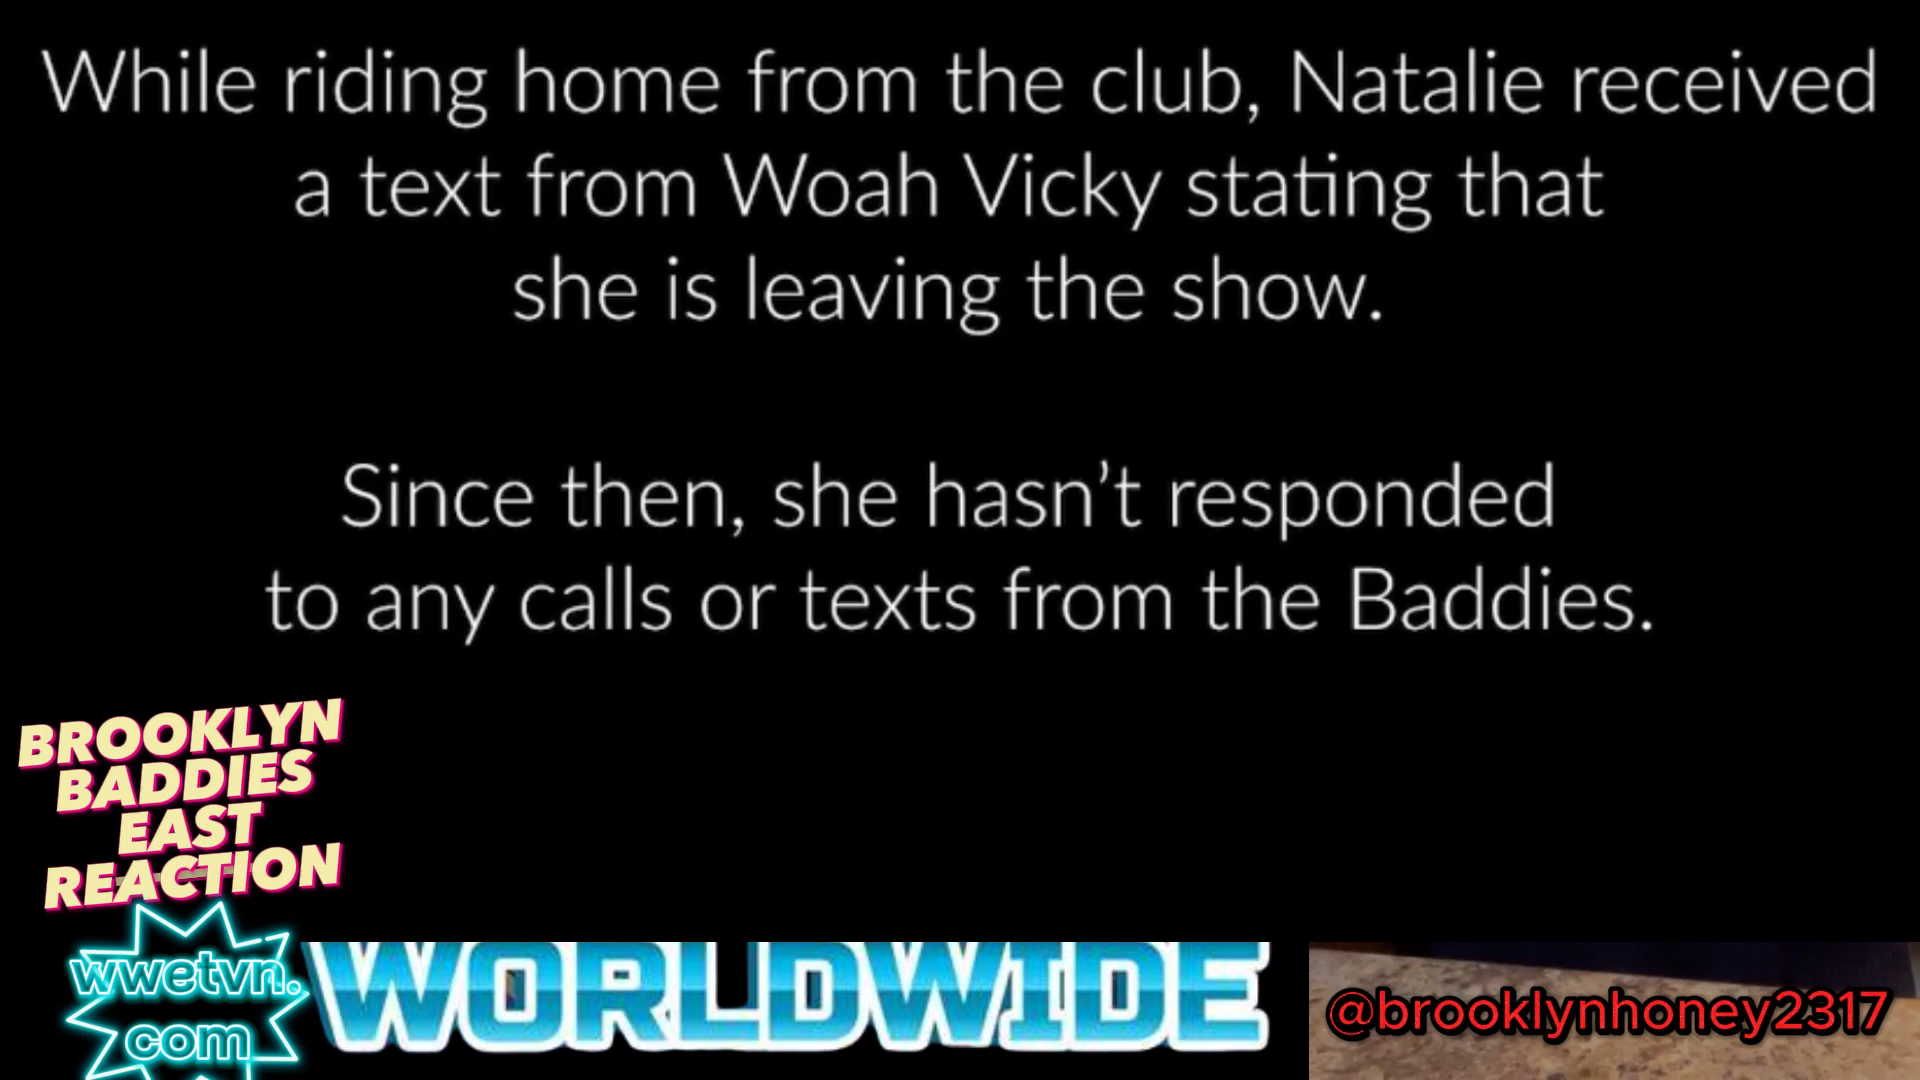 While riding home from the club, Natalie received
a text from Woah Vicky stating that
she is leaving the show.
Since then, she hasn’t responded
to any calls or texts from the Baddies.
BROOKLYN
BADDIES
EAST
REACTION
wwetvn.
com
WORLDWIDE
@brooklynhoney2317